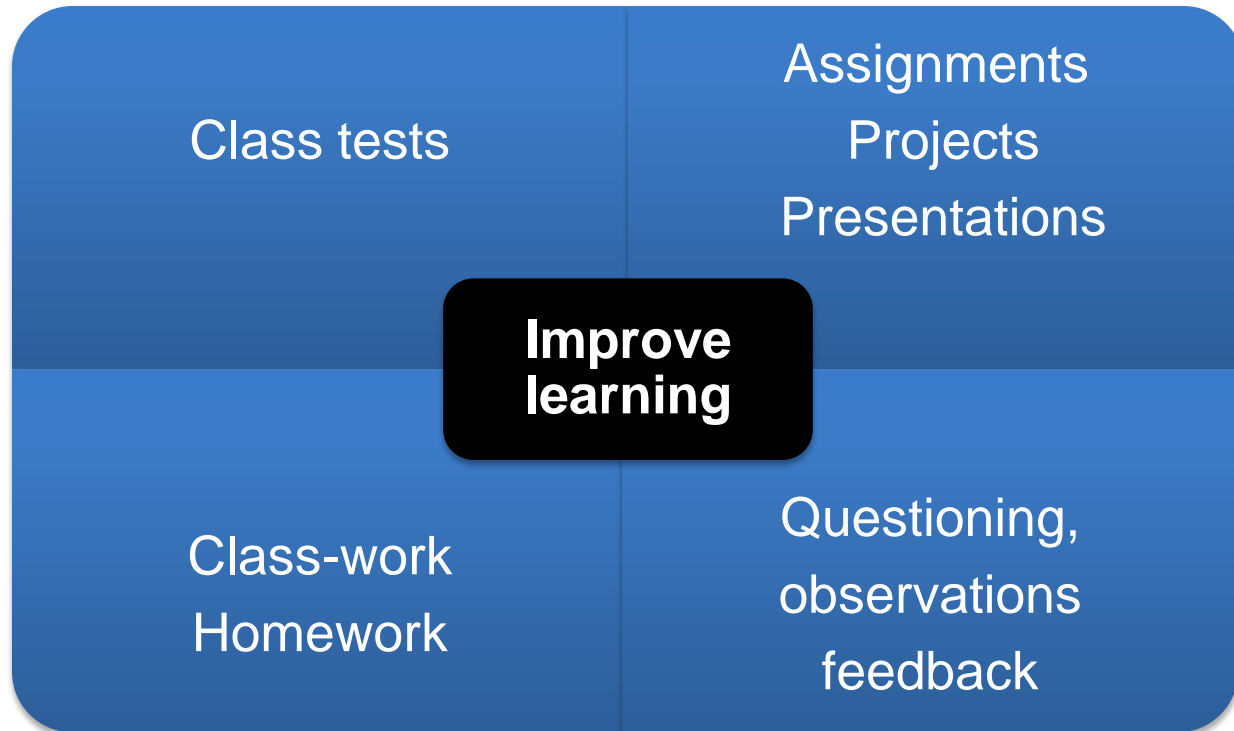 Class tests
Assignments
Projects
Presentations
Improve
learning
Class-work
Homework
Questioning,
observations
feedback